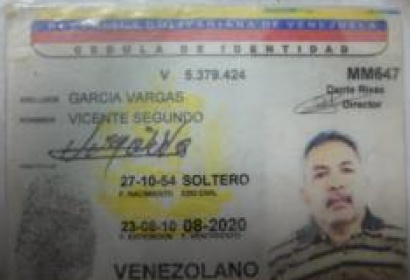 REPUBLICA BOLIVARIANA DE VENEZUELA
CEDULA DE IDENTIDAD
V 5.379.424 MM647
Dante Rivas
Director
APELLIDOS GARCIA VARGAS
NOMBRES VICENTE SEGUNDO
27-10-54 SOLTERO
F. NACIMIENTO EDO CIVIL
23-08-10 08-2020
F. EXPEDICION F. VENCIMIENTO
VENEZOLANO